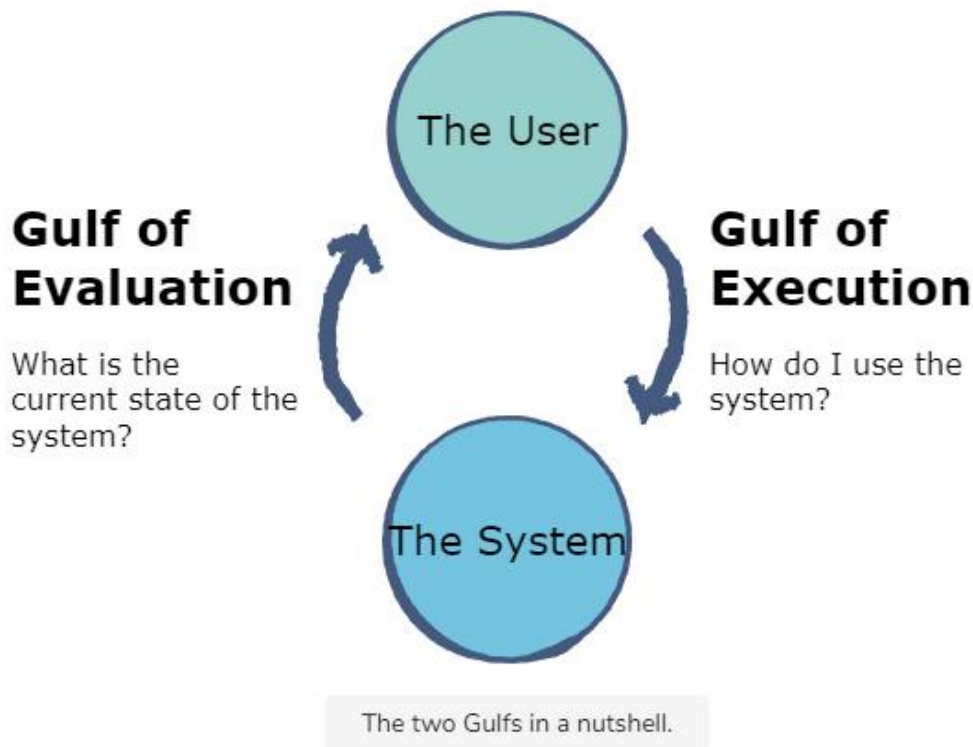 The User
Gulf of
Evaluation
What is the
current state of the
system?
Gulf of
Execution
How do I use the
system?
The System
The two Gulfs in a nutshell.